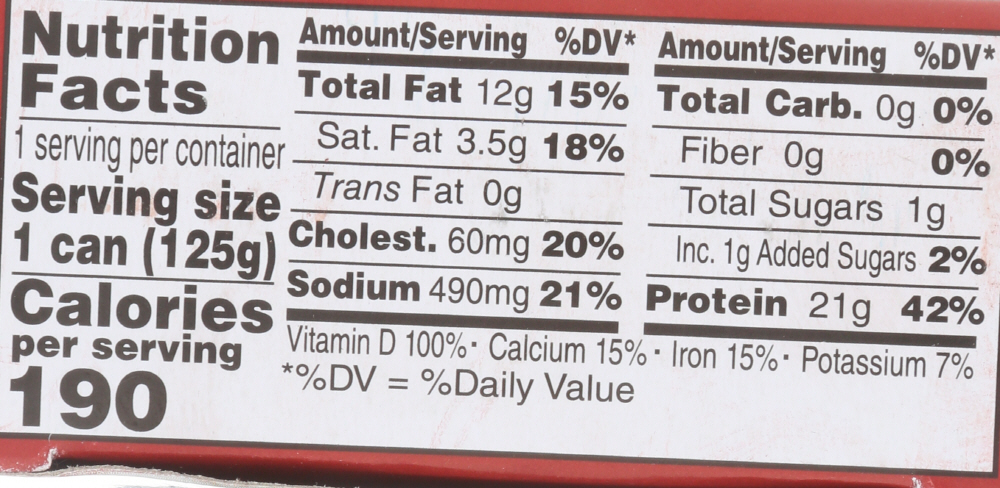 Nutrition
Facts
1 serving per container
Serving size
1 can (125g)
Calories
per serving
190
Amount/Serving %DV*
Total Fat 12g 15%
Sat. Fat 3.5g 18%
Trans Fat 0g
Cholest. 60mg 20%
Sodium 490mg 21%
Amount/Serving %DV*
Total Carb. 0g 0%
Fiber 0g 0%
Total Sugars 1g
Inc. 1g Added Sugars 2%
Protein 21g 42%
Vitamin D 100% · Calcium 15% · Iron 15% · Potassium 7%
*%DV = %Daily Value